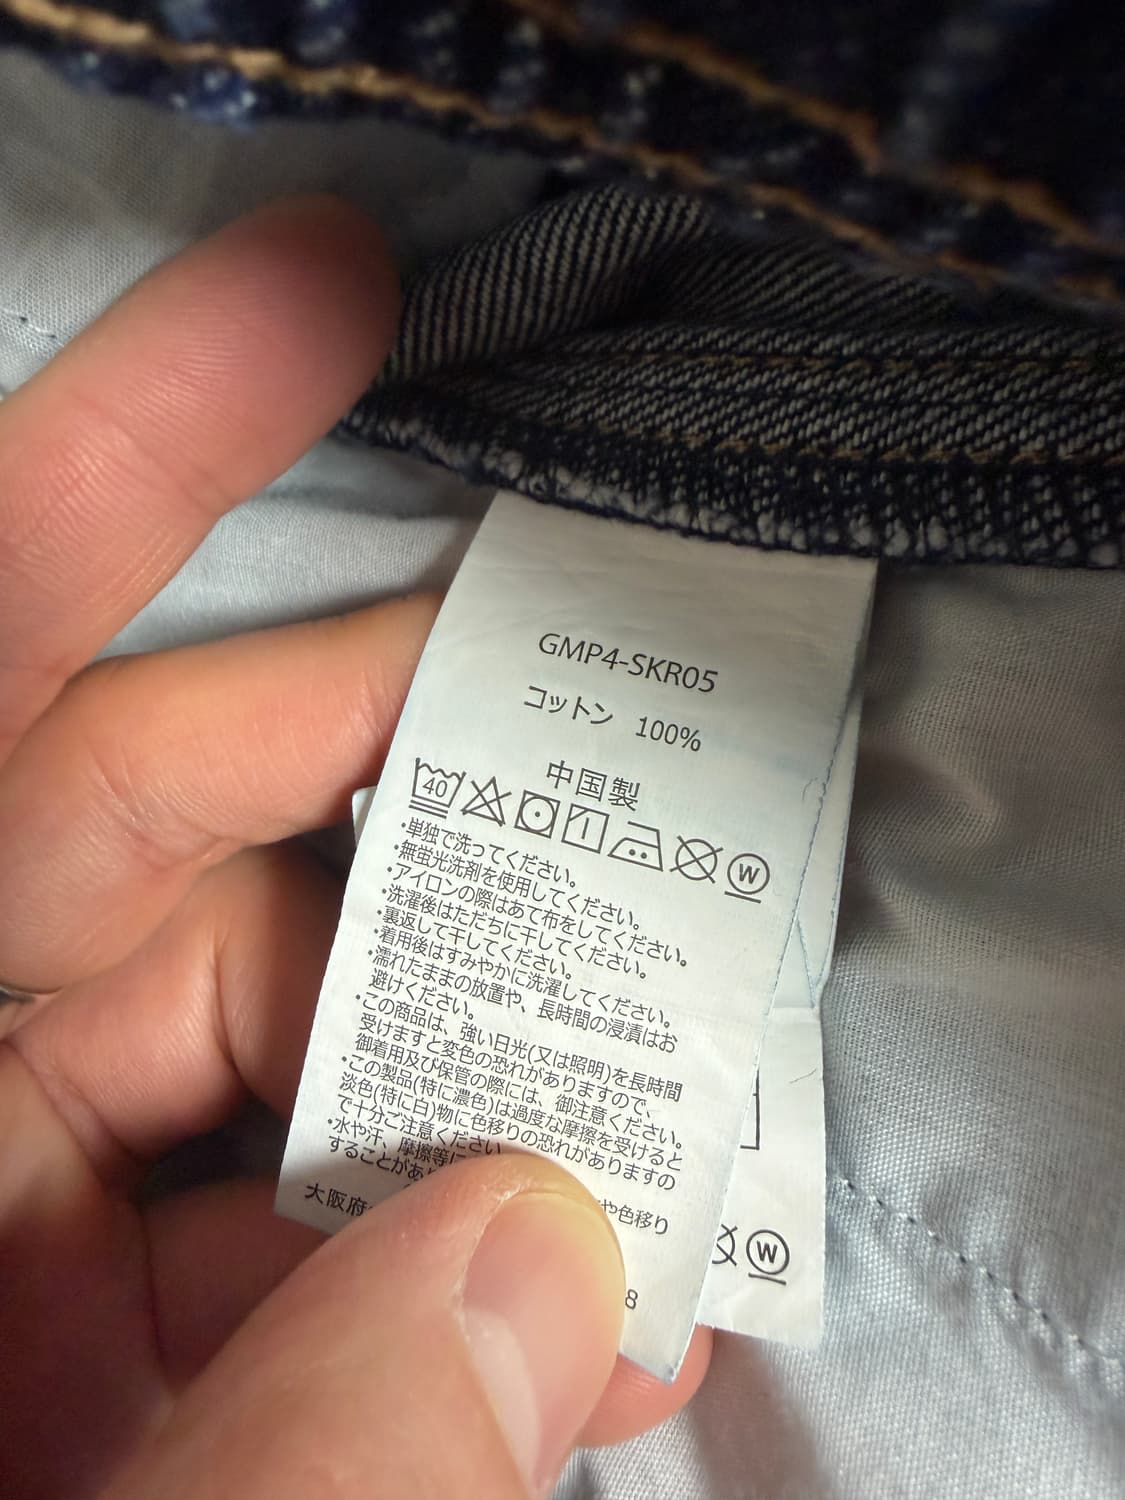 GMP4-SKR05
コットン 100%
中国製
40 W
・単独で洗ってください。
・無蛍光洗剤を使用してください。
・アイロンの際はあて布をしてください。
・洗濯後はただちに干してください。
・裏返して干してください。
・着用後はすみやかに洗濯してください。
・濡れたままの放置や、長時間の浸漬はお
避けください。
・この商品は、強い日光(又は照明)を長時間
受けますと変色の恐れがありますので、
御着用及び保管の際には、御注意ください。
・この製品(特に濃色)は過度な摩擦を受けると
淡色(特に白)物に色移りの恐れがありますの
で十分ご注意ください
・水や汗、摩擦等に や色移り
することがあ
大阪府
8
W